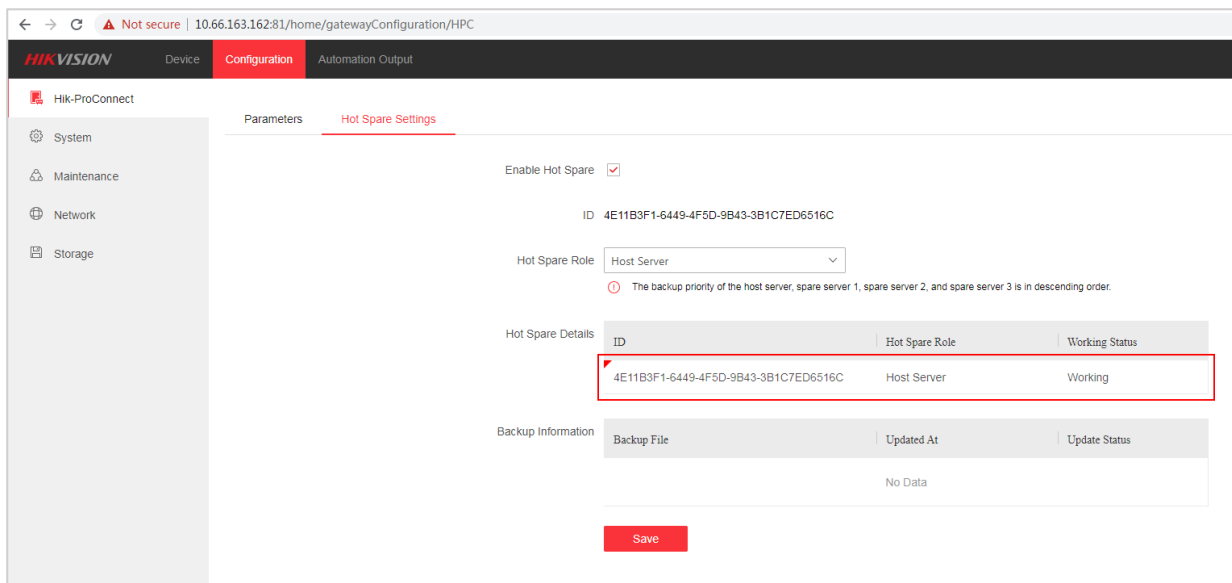 Not secure | 10.66.163.162:81/home/gatewayConfiguration/HPC
HIKVISION Device Configuration Automation Output
Hik-ProConnect
System
Maintenance
Network
Storage
Parameters Hot Spare Settings
Enable Hot Spare
ID 4E11B3F1-6449-4F5D-9B43-3B1C7ED6516C
Hot Spare Role Host Server
The backup priority of the host server, spare server 1, spare server 2, and spare server 3 is in descending order.
Hot Spare Details
ID Hot Spare Role Working Status
4E11B3F1-6449-4F5D-9B43-3B1C7ED6516C Host Server Working
Backup Information
Backup File Updated At Update Status
No Data
Save